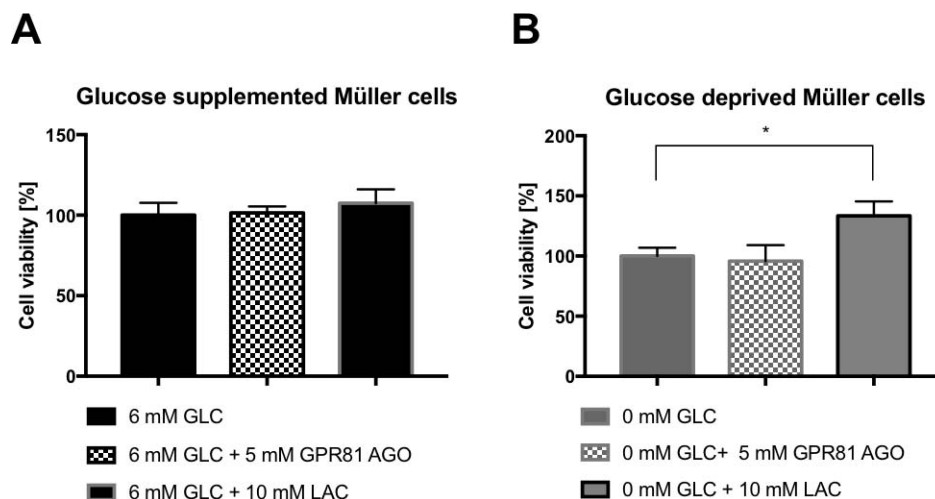 A
Glucose supplemented Müller cells
Cell viability [%]
150
100
50
0
6 mM GLC
6 mM GLC + 5 mM GPR81 AGO
6 mM GLC + 10 mM LAC
B
Glucose deprived Müller cells
Cell viability [%]
200
150
100
50
0
*
0 mM GLC
0 mM GLC+ 5 mM GPR81 AGO
0 mM GLC + 10 mM LAC